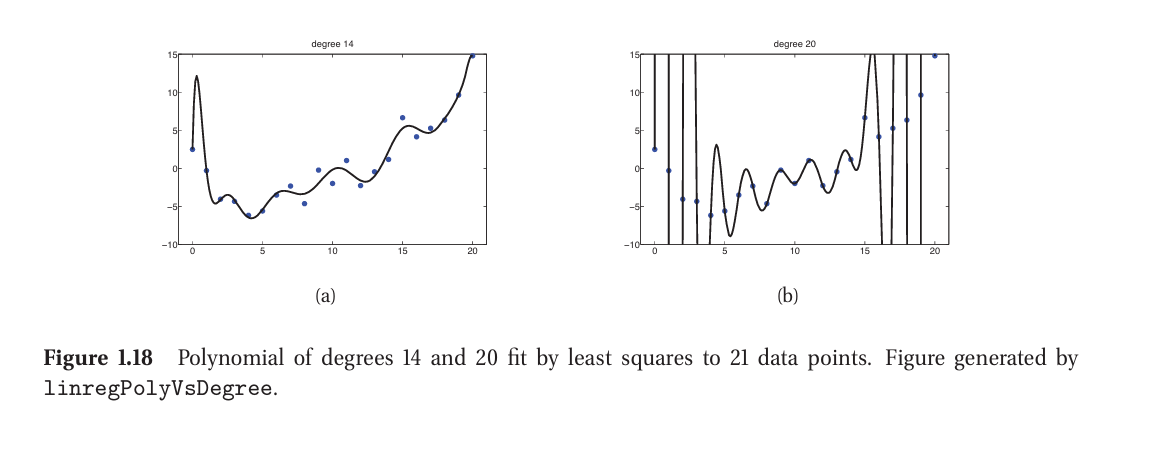 degree 14
15
10
5
0
−5
−10
0 5 10 15 20
(a)
degree 20
15
10
5
0
−5
−10
0 5 10 15 20
(b)
Figure 1.18 Polynomial of degrees 14 and 20 fit by least squares to 21 data points. Figure generated by
linregPolyVsDegree.